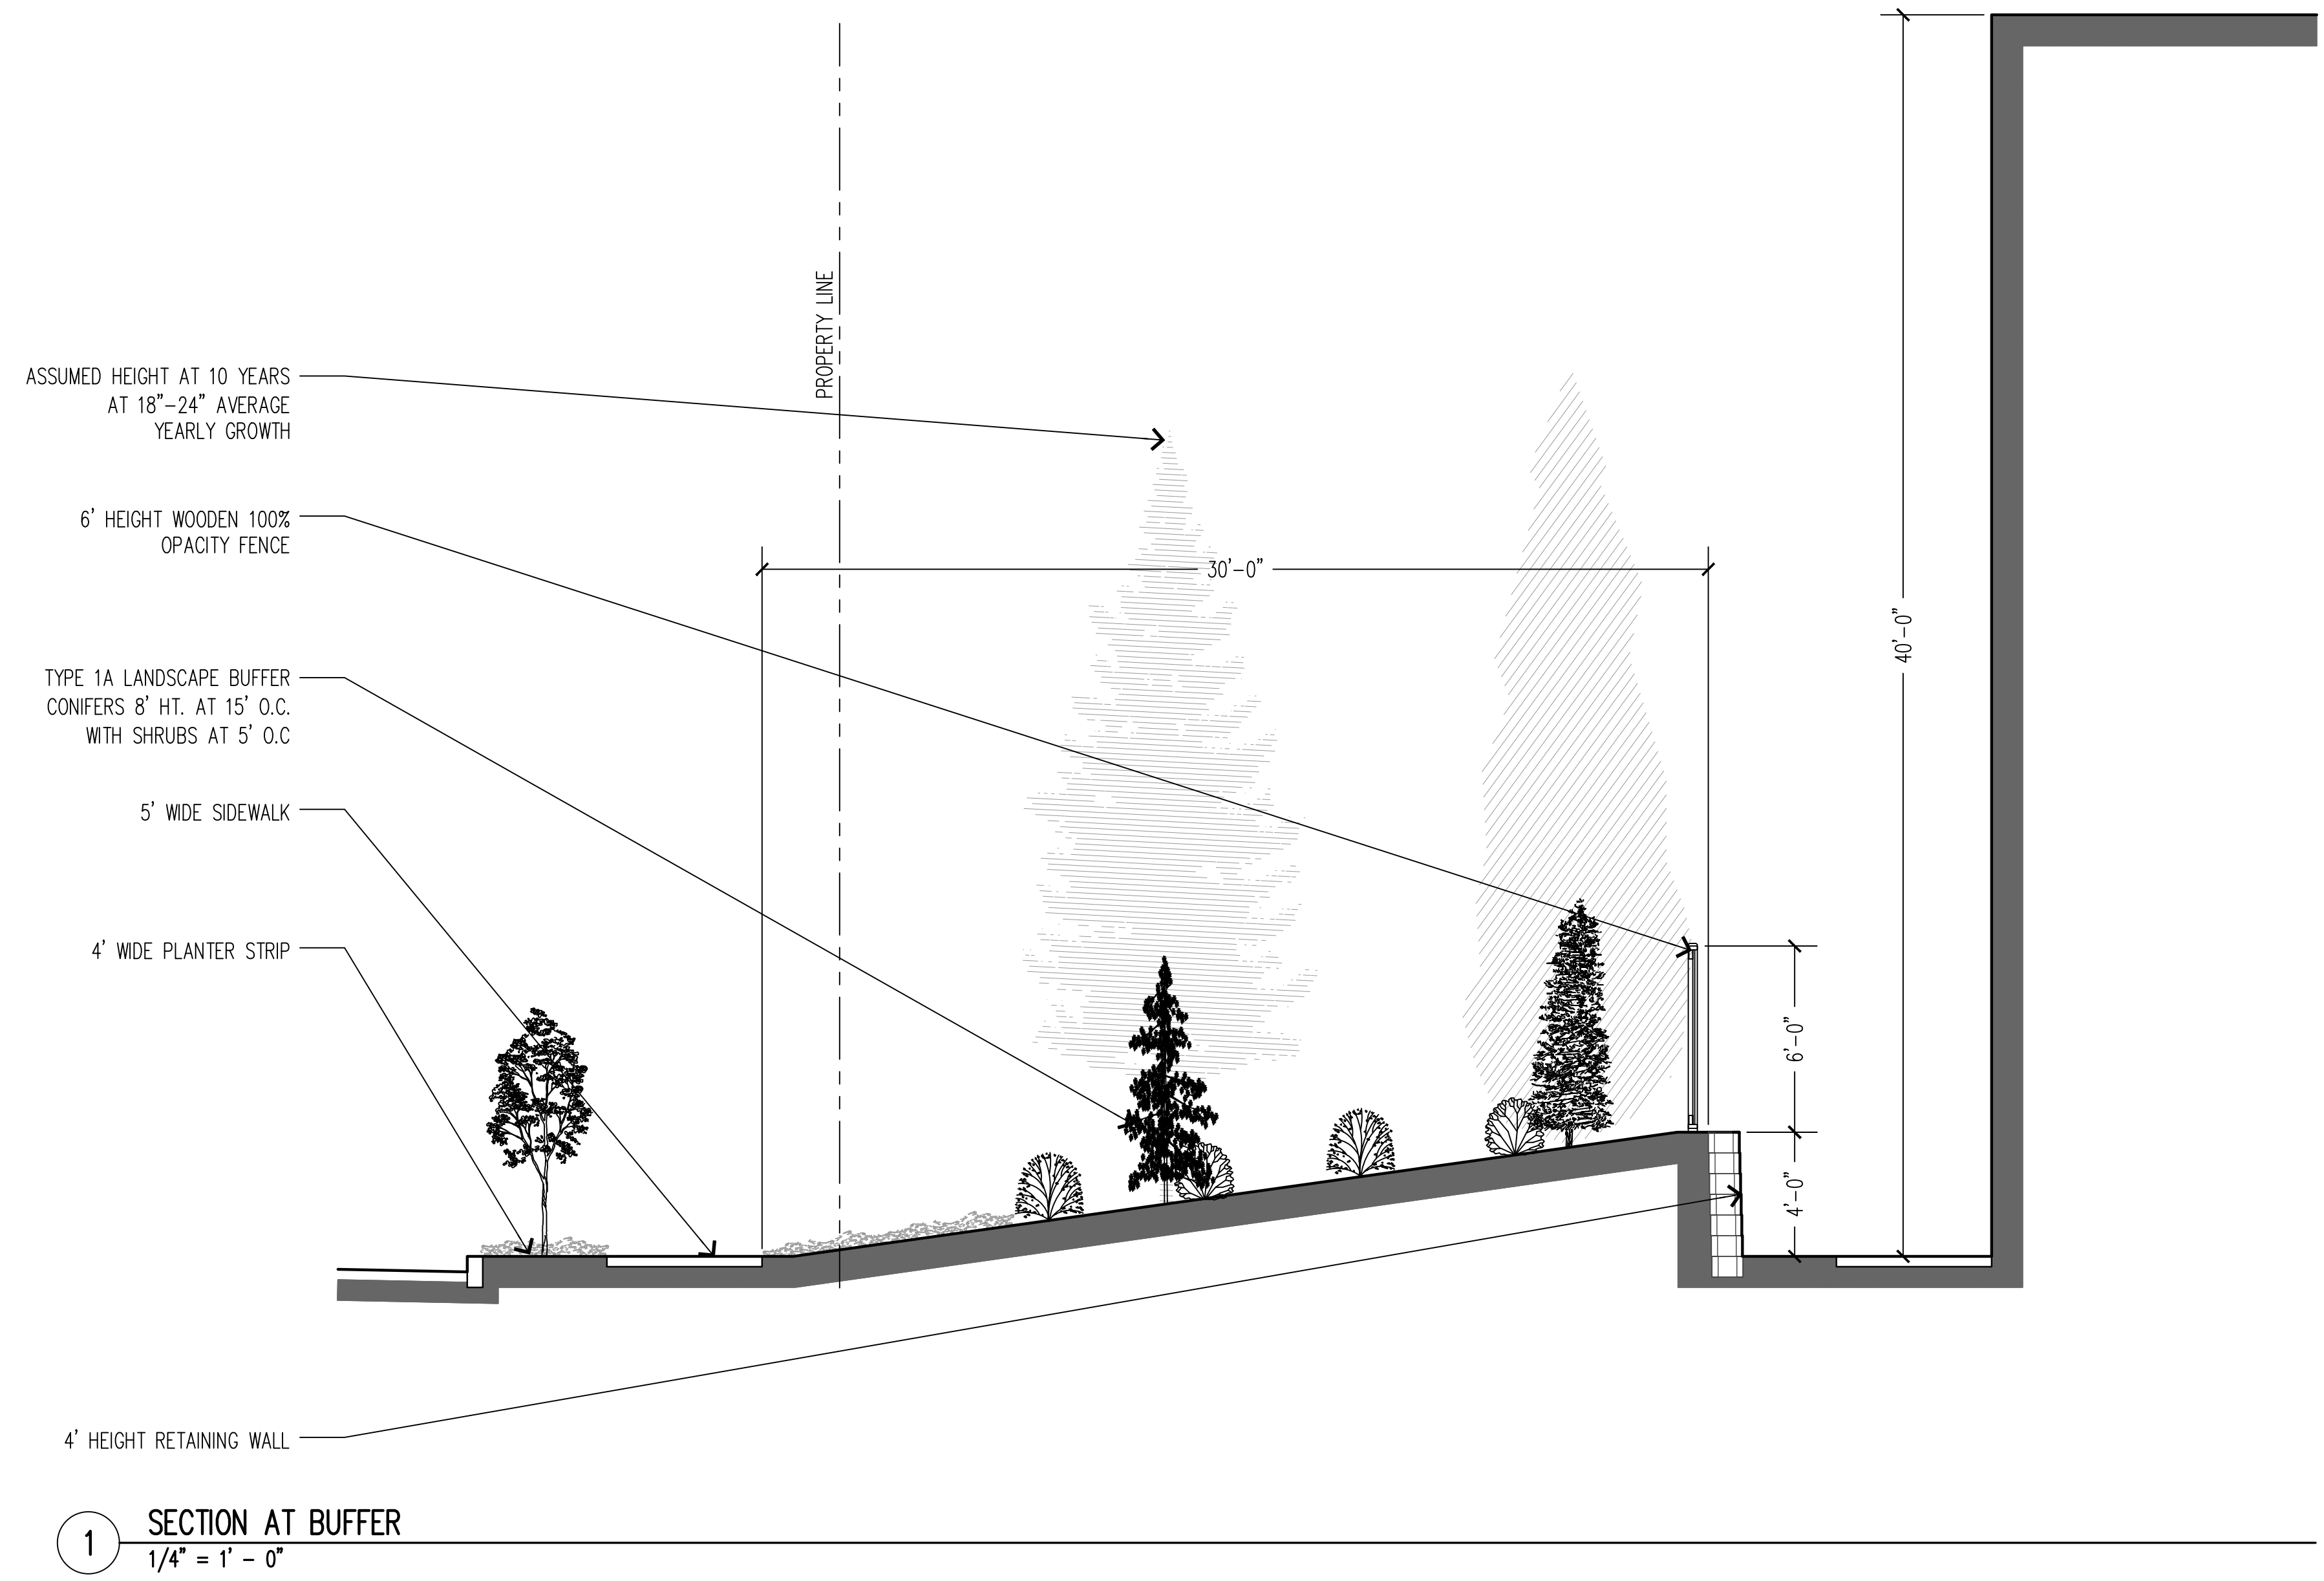 PROPERTY LINE
ASSUMED HEIGHT AT 10 YEARS
AT 18"-24" AVERAGE
YEARLY GROWTH
6' HEIGHT WOODEN 100%
OPACITY FENCE
30'-0"
40'-0"
TYPE 1A LANDSCAPE BUFFER
CONIFERS 8' HT. AT 15' O.C.
WITH SHRUBS AT 5' O.C
5' WIDE SIDEWALK
4' WIDE PLANTER STRIP
6'-0"
4'-0"
4' HEIGHT RETAINING WALL
1
SECTION AT BUFFER
1/4" = 1' - 0"